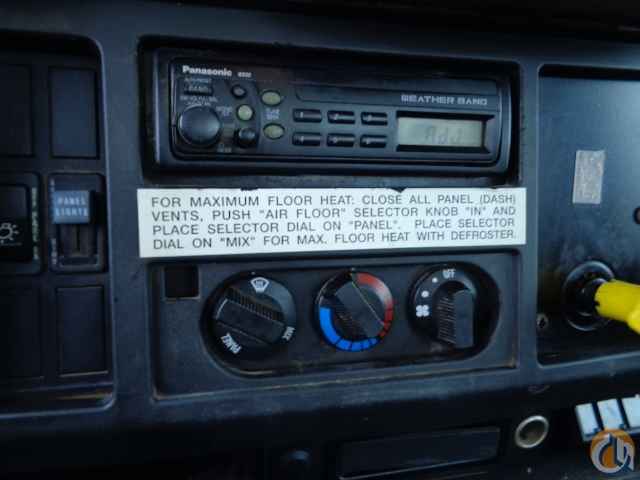 Panasonic
WEATHER BAND
PANEL
LIGHTS
FOR MAXIMUM FLOOR HEAT: CLOSE ALL PANEL (DASH)
VENTS, PUSH "AIR FLOOR" SELECTOR KNOB "IN" AND
PLACE SELECTOR DIAL ON "PANEL". PLACE SELECTOR
DIAL ON "MIX" FOR MAX. FLOOR HEAT WITH DEFROSTER.
OFF
MIX
PANEL